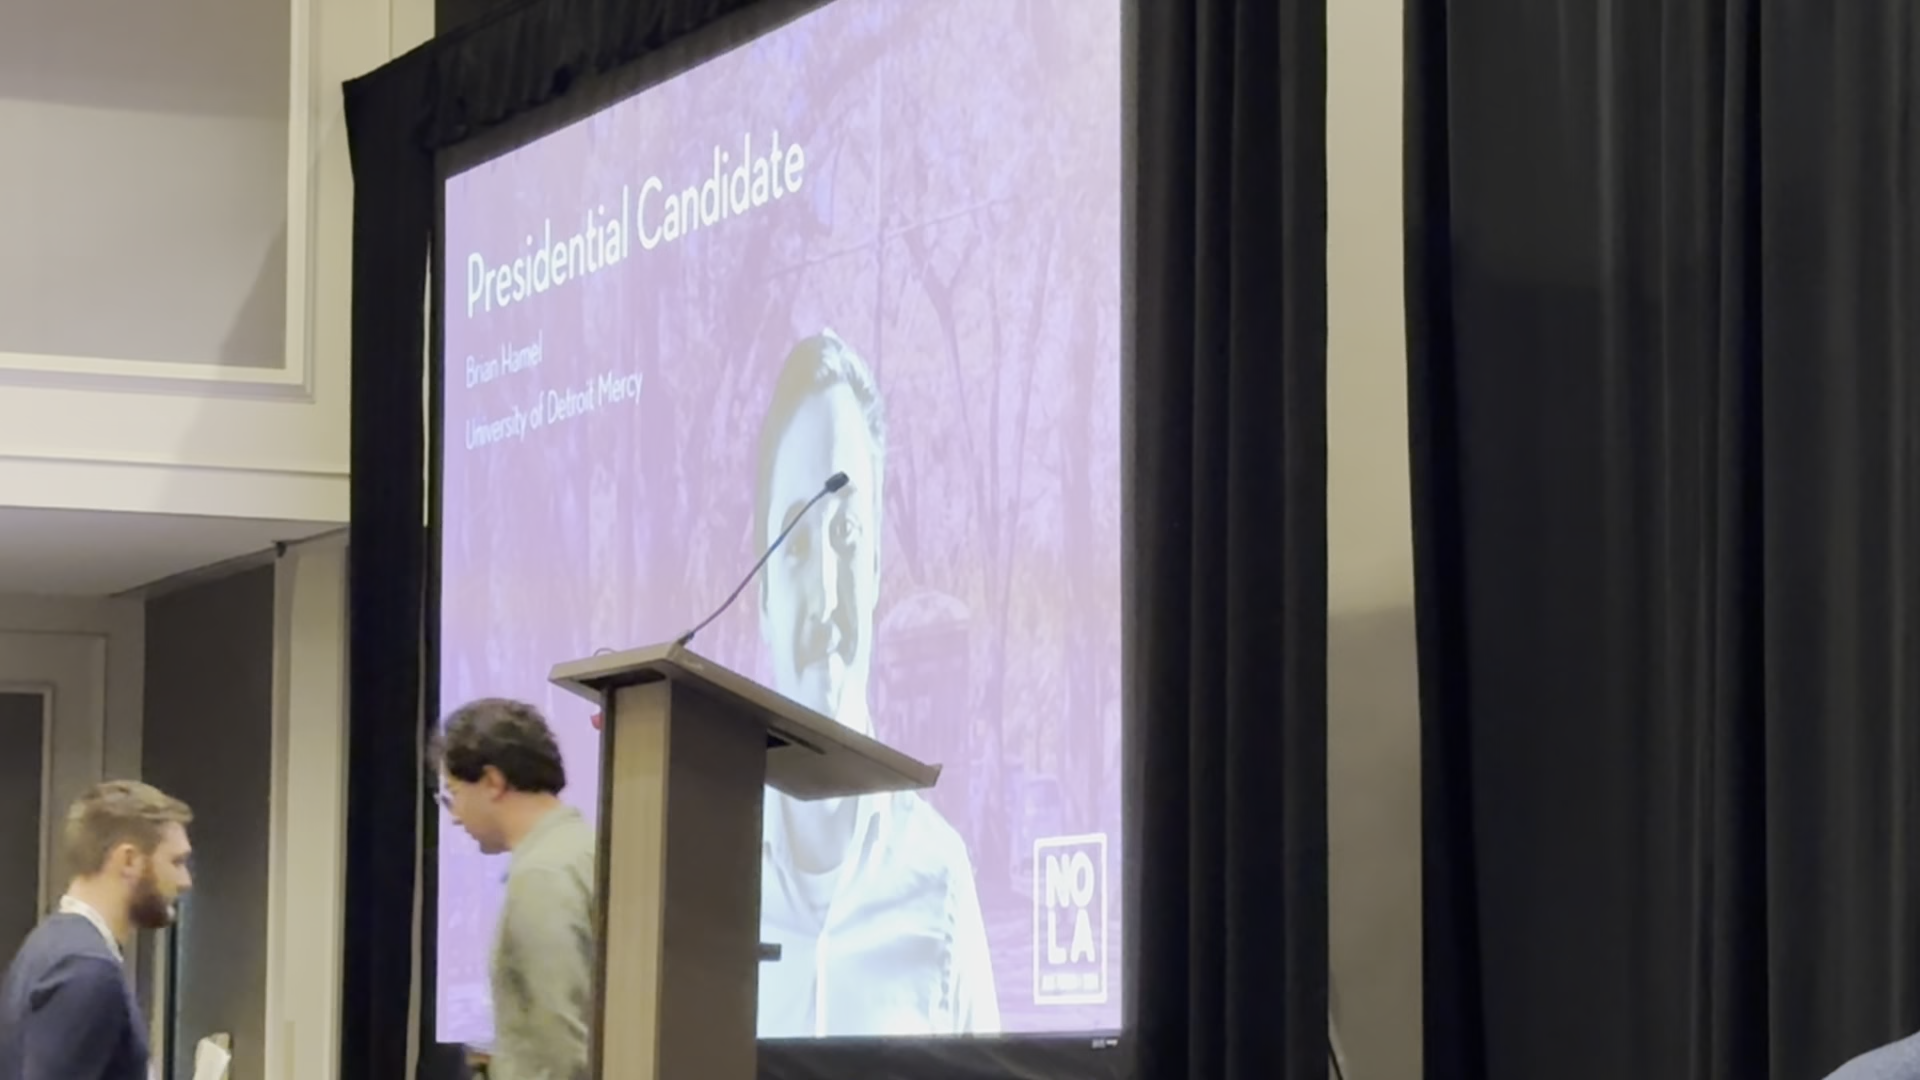 Presidential Candidate
Brian Hamel
University of Detroit Mercy
NO
LA